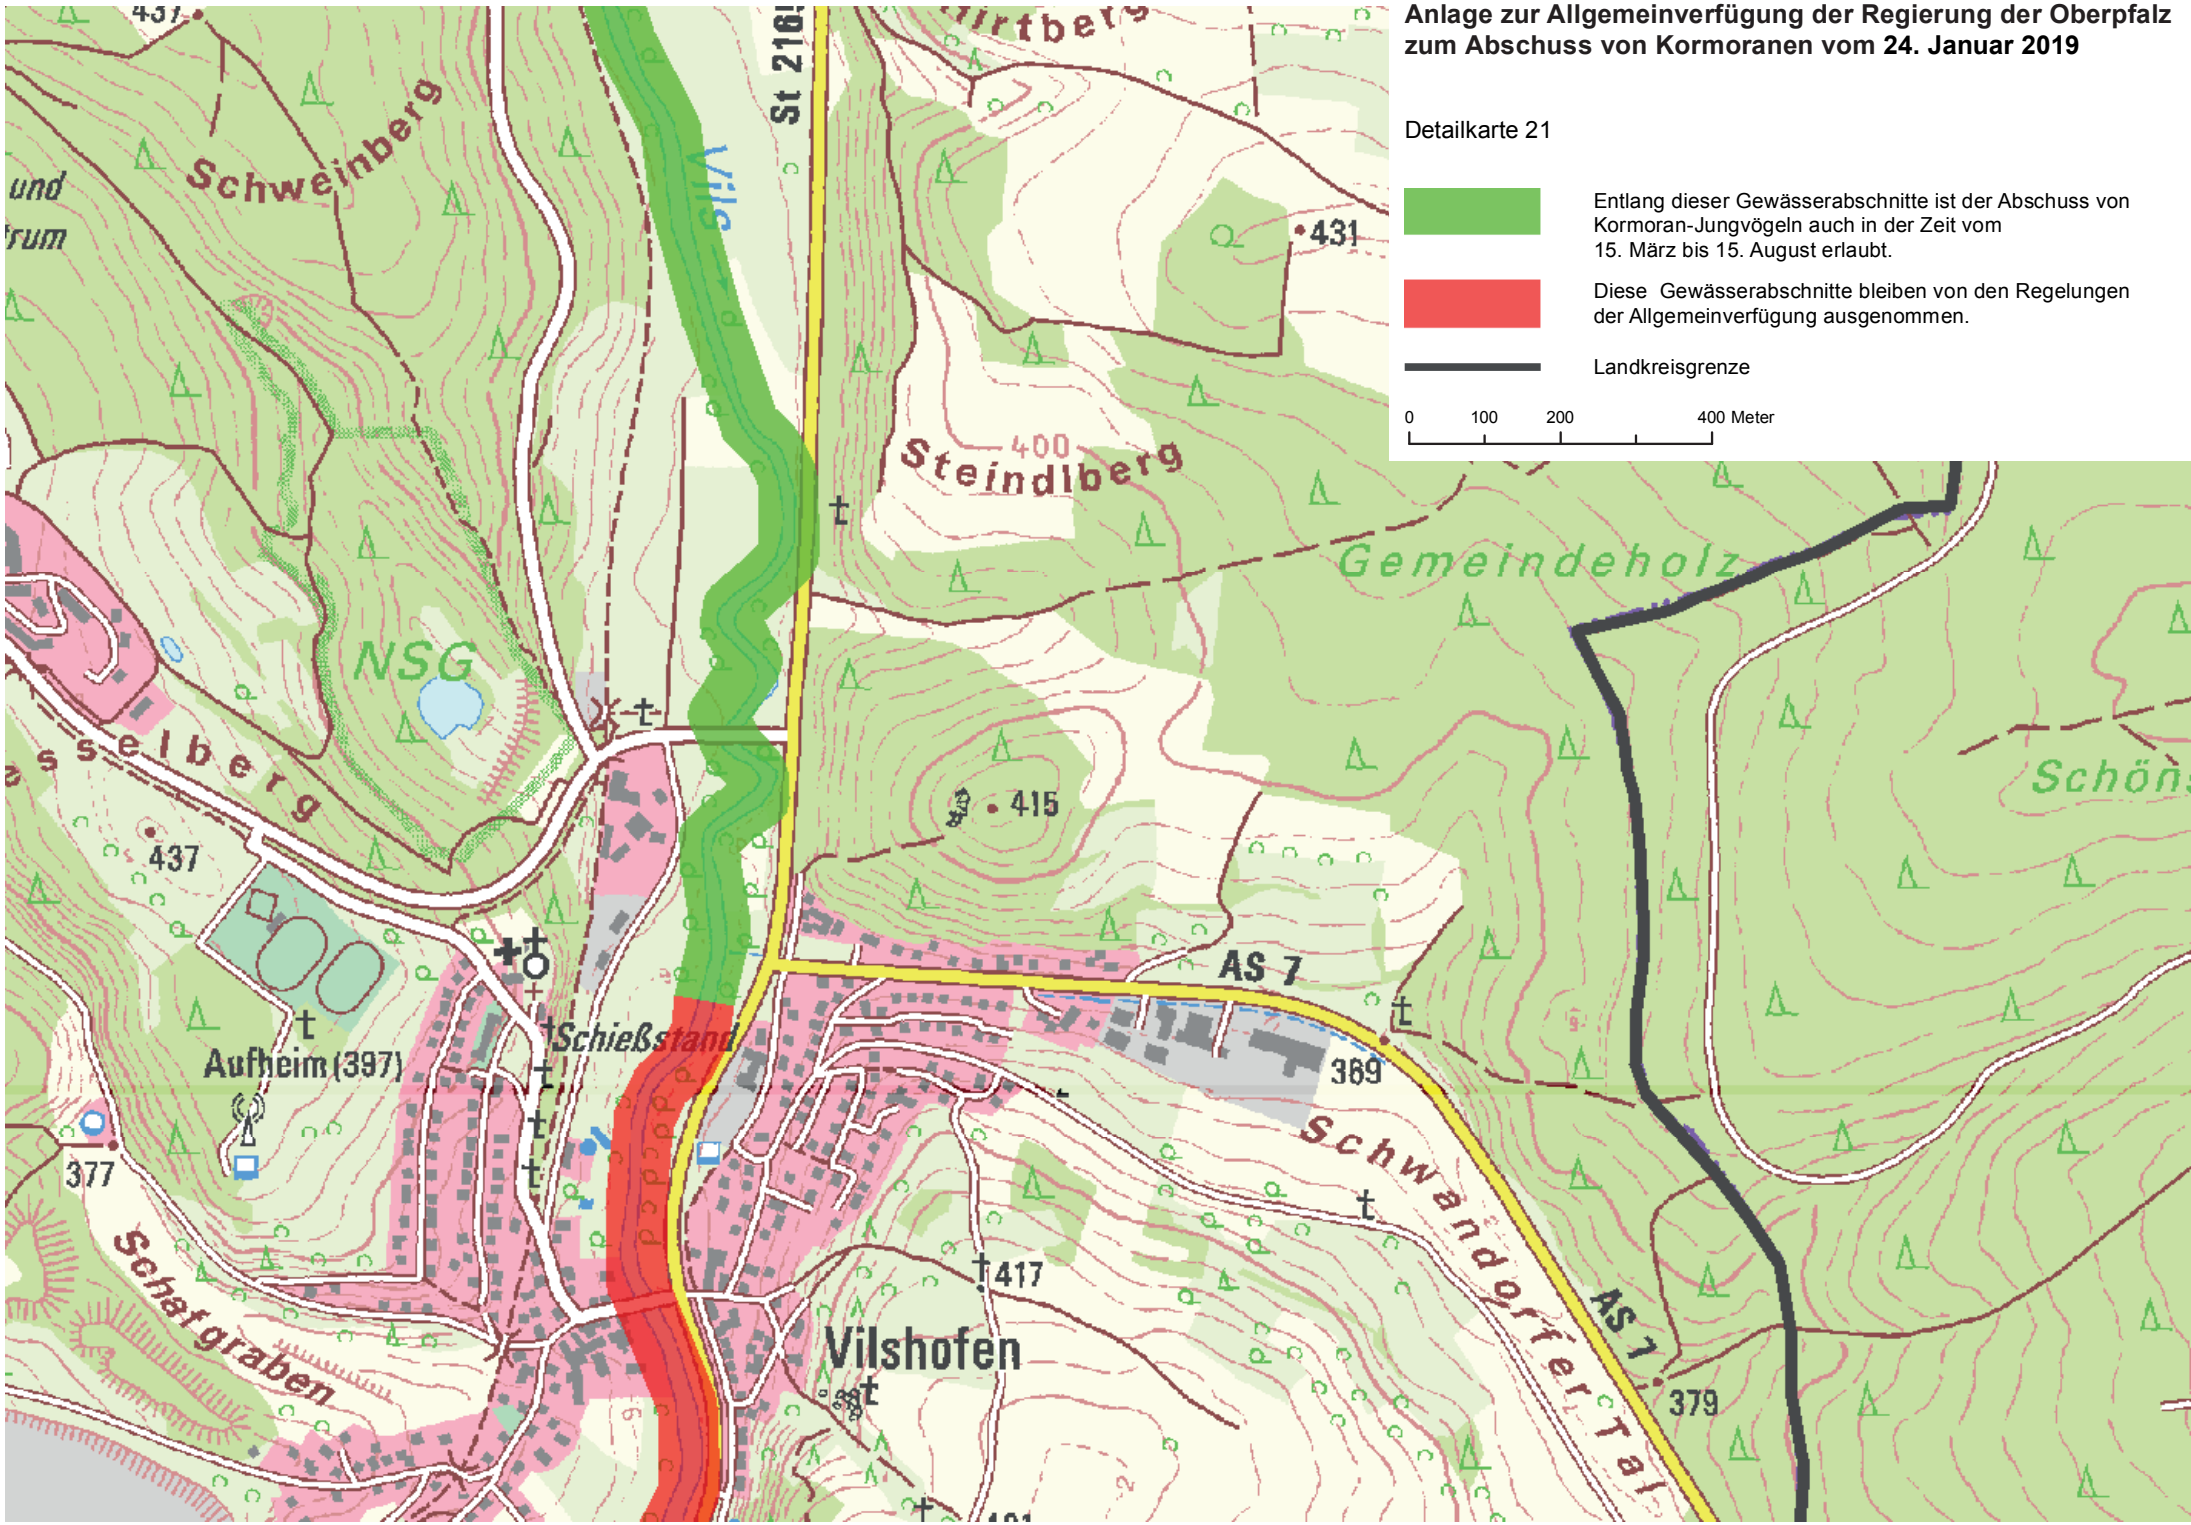 Anlage zur Allgemeinverfügung der Regierung der Oberpfalz
zum Abschuss von Kormoranen vom 24. Januar 2019
Detailkarte 21
Entlang dieser Gewässerabschnitte ist der Abschuss von
Kormoran-Jungvögeln auch in der Zeit vom
15. März bis 15. August erlaubt.
Diese Gewässerabschnitte bleiben von den Regelungen
der Allgemeinverfügung ausgenommen.
Landkreisgrenze
0 100 200 400 Meter
437
St 2165
Schweinberg
und
Vils
431
400
Steindlberg
Gemeindeholz
NSG
sselberg
415
437
AS 7
Schießstand
Aufheim (397)
369
377
Schwandorfer Tal
Schafgraben
417
AS 7
Vilshofen
379